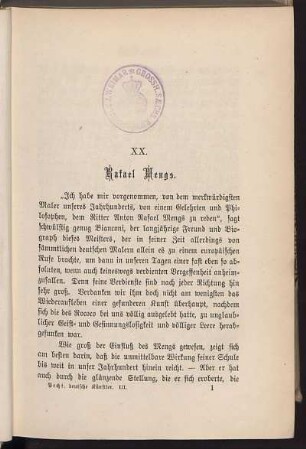 XX.
Rafael Mengs.
„Ich habe mir vorgenommen, von dem merkwürdigsten
Maler unseres Jahrhunderts, von einem Gelehrten und Phi-
losophen, dem Ritter Anton Rafael Mengs zu reden“, sagt
schwülstig genug Bianconi, der langjährige Freund und Bio-
graph dieses Meisters, der in seiner Zeit allerdings von
sämmtlichen deutschen Malern allein es zu einem europäischen
Rufe brachte, um dann in unseren Tagen einer fast eben so ab-
soluten, wenn auch keineswegs verdienten Vergessenheit anheim-
zufallen. Denn seine Verdienste sind nach jeder Richtung hin
sehr groß. Verdanken wir ihm doch nicht am wenigsten das
Wiederaufleben einer gesunderen Kunst überhaupt, nachdem
sich die des Rococo bei uns völlig ausgelebt hatte, zu unglaub-
licher Geist- und Gesinnungslosigkeit und völliger Leere herab-
gesunken war.
Wie groß der Einfluß des Mengs gewesen, zeigt sich
am besten darin, daß die unmittelbare Wirkung seiner Schule
bis weit in unser Jahrhundert hinein reicht. — Aber er hat
auch durch die glänzende Stellung, die er sich eroberte, die
Pecht, deutsche Künstler. III. 1